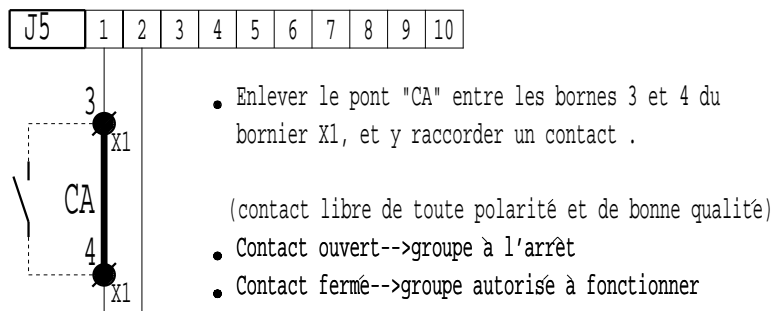 J5 1 2 3 4 5 6 7 8 9 10
3
X1
CA
4
X1
• Enlever le pont "CA" entre les bornes 3 et 4 du
bornier X1, et y raccorder un contact .
(contact libre de toute polarité et de bonne qualité)
• Contact ouvert-->groupe à l'arrêt
• Contact fermé-->groupe autorisé à fonctionner